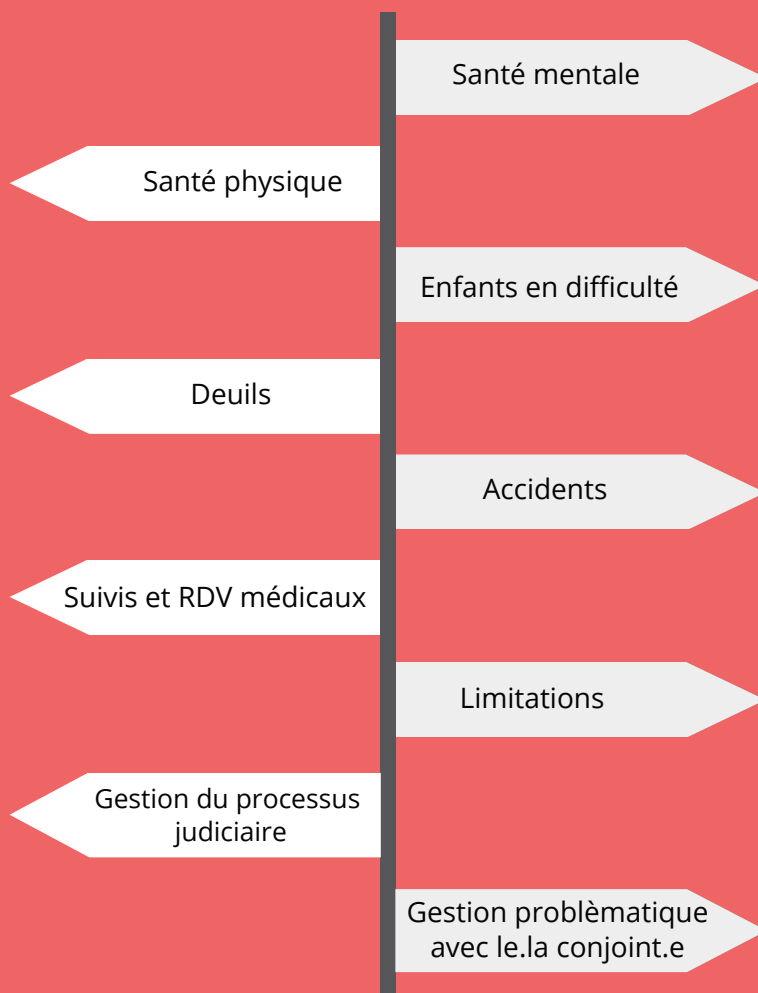 Santé mentale
Santé physique
Enfants en difficulté
Deuils
Accidents
Suivis et RDV médicaux
Limitations
Gestion du processus
judiciaire
Gestion problèmatique
avec le.la conjoint.e